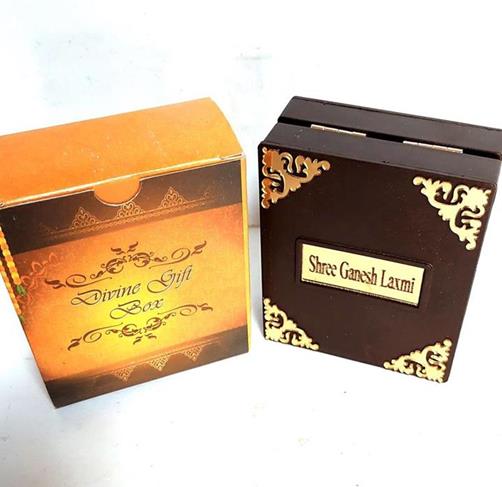 Divine Gift
Box
Shree Ganesh Laxmi